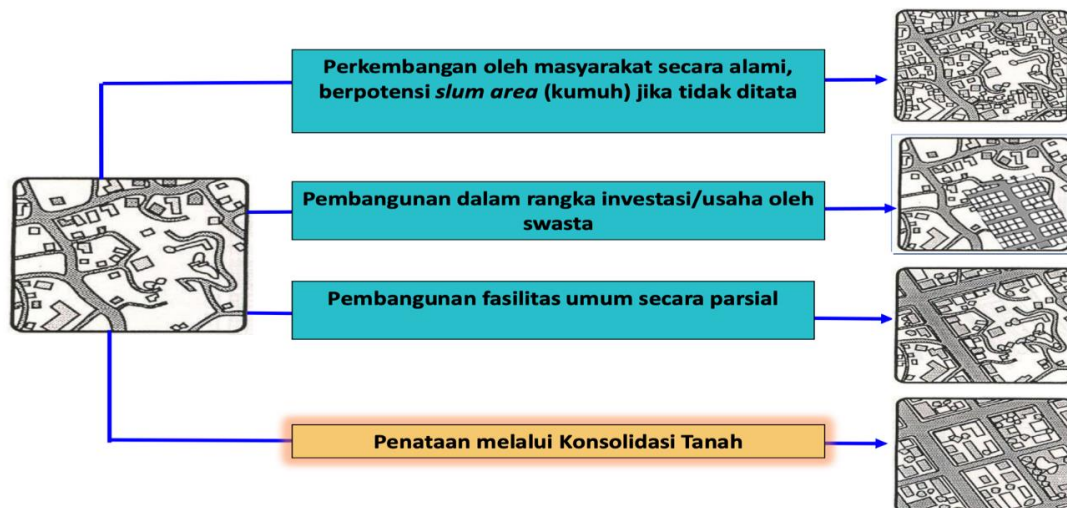 Perkembangan oleh masyarakat secara alami,
berpotensi slum area (kumuh) jika tidak ditata
Pembangunan dalam rangka investasi/usaha oleh
swasta
Pembangunan fasilitas umum secara parsial
Penataan melalui Konsolidasi Tanah